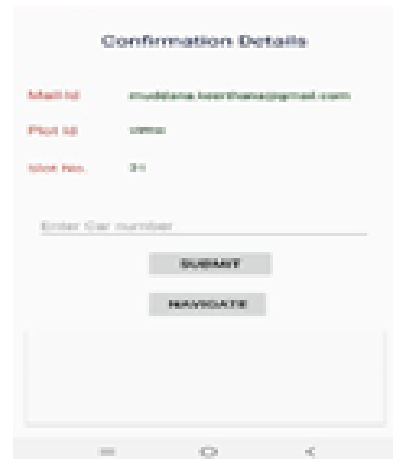 Confirmation Details
Mail Id
Plot Id
Slot No.
Enter Car number
SUBMIT
NAVIGATE